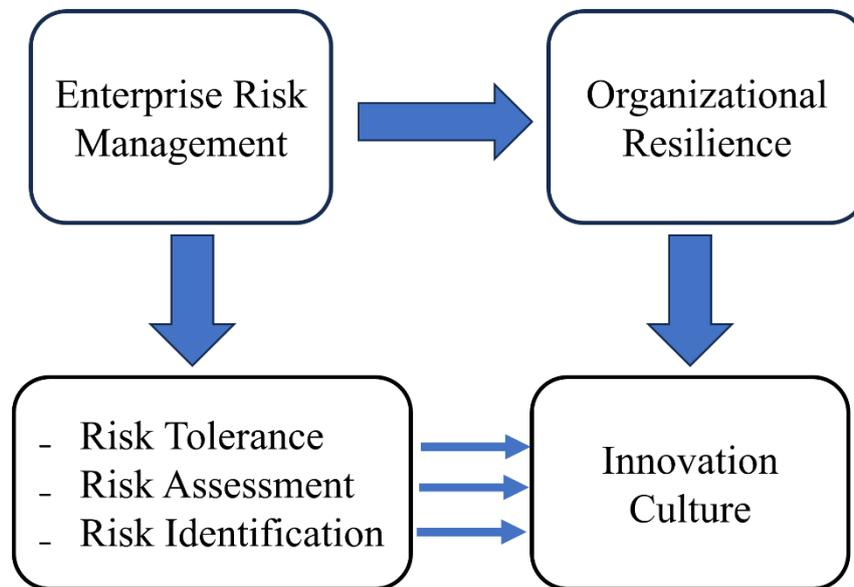 Enterprise Risk
Management
Organizational
Resilience
- Risk Tolerance
- Risk Assessment
- Risk Identification
Innovation
Culture